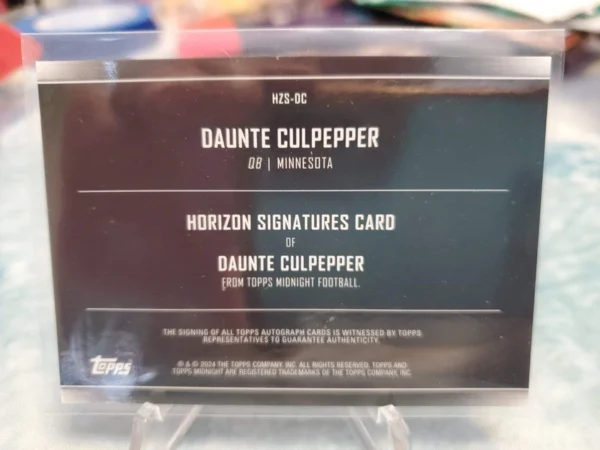 HZS-DC
DAUNTE CULPEPPER
QB | MINNESOTA
HORIZON SIGNATURES CARD
OF
DAUNTE CULPEPPER
FROM TOPPS MIDNIGHT FOOTBALL.
THE SIGNING OF ALL TOPPS AUTOGRAPH CARDS IS WITNESSED BY TOPPS
REPRESENTATIVES TO GUARANTEE AUTHENTICITY.
® & © 2024 THE TOPPS COMPANY, INC. ALL RIGHTS RESERVED. TOPPS AND
TOPPS MIDNIGHT ARE REGISTERED TRADEMARKS OF THE TOPPS COMPANY, INC.
Topps